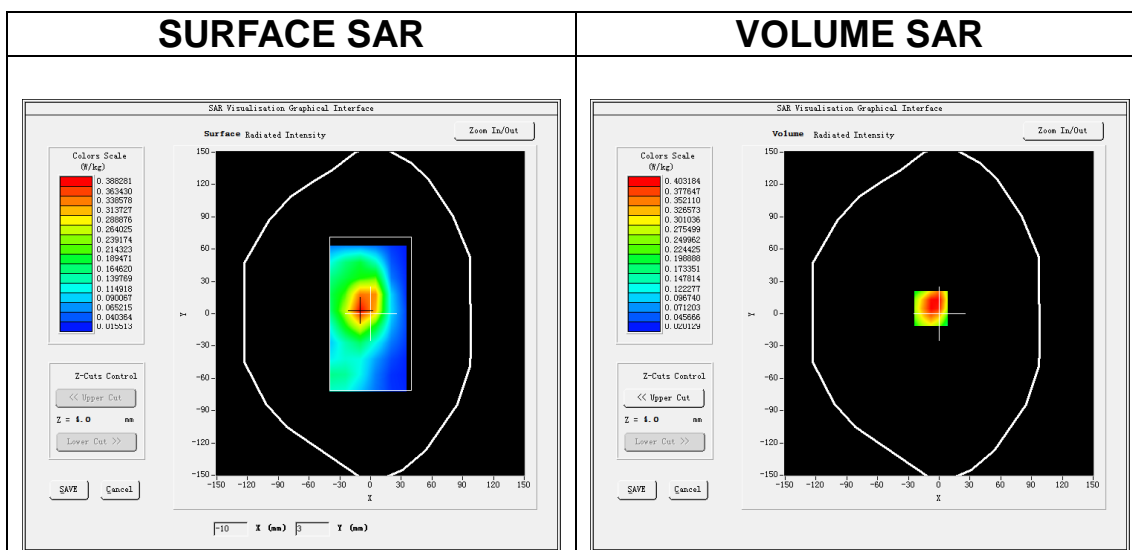 SURFACE SAR
VOLUME SAR
SAR Visualisation Graphical Interface
Surface Radiated Intensity
Zoom In/Out
Colors Scale
(W/kg)
0.388281
0.363430
0.338578
0.313727
0.288876
0.264025
0.239174
0.214323
0.189471
0.164620
0.139769
0.114918
0.090067
0.065215
0.040364
0.015513
Z-Cuts Control
<< Upper Cut
Z = 4.0 mm
Lower Cut >>
SAVE
Cancel
150
120
90
60
30
0
-30
-60
-90
-120
-150
Y
-150 -120 -90 -60 -30 0 30 60 90 120 150
X
-10 X (mm) 3 Y (mm)
SAR Visualisation Graphical Interface
Volume Radiated Intensity
Zoom In/Out
Colors Scale
(W/kg)
0.403184
0.377647
0.352110
0.326573
0.301036
0.275499
0.249962
0.224425
0.198888
0.173351
0.147814
0.122277
0.096740
0.071203
0.045666
0.020129
Z-Cuts Control
<< Upper Cut
Z = 4.0 mm
Lower Cut >>
SAVE
Cancel
150
120
90
60
30
0
-30
-60
-90
-120
-150
Y
-150 -120 -90 -60 -30 0 30 60 90 120 150
X